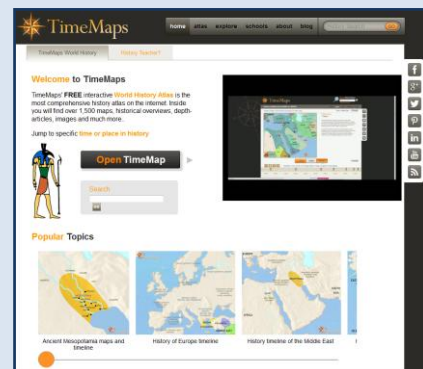 TimeMaps
home atlas explore schools about blog
TimeMaps World History
History Teacher?
Welcome to TimeMaps
TimeMaps' FREE interactive World History Atlas is the
most comprehensive history atlas on the internet. Inside
you will find over 1,500 maps, historical overviews, depth-
articles, images and much more..
Jump to specific time or place in history
Open TimeMap
Search
Popular Topics
Ancient Mesopotamia maps and
timeline
History of Europe timeline
History timeline of the Middle East